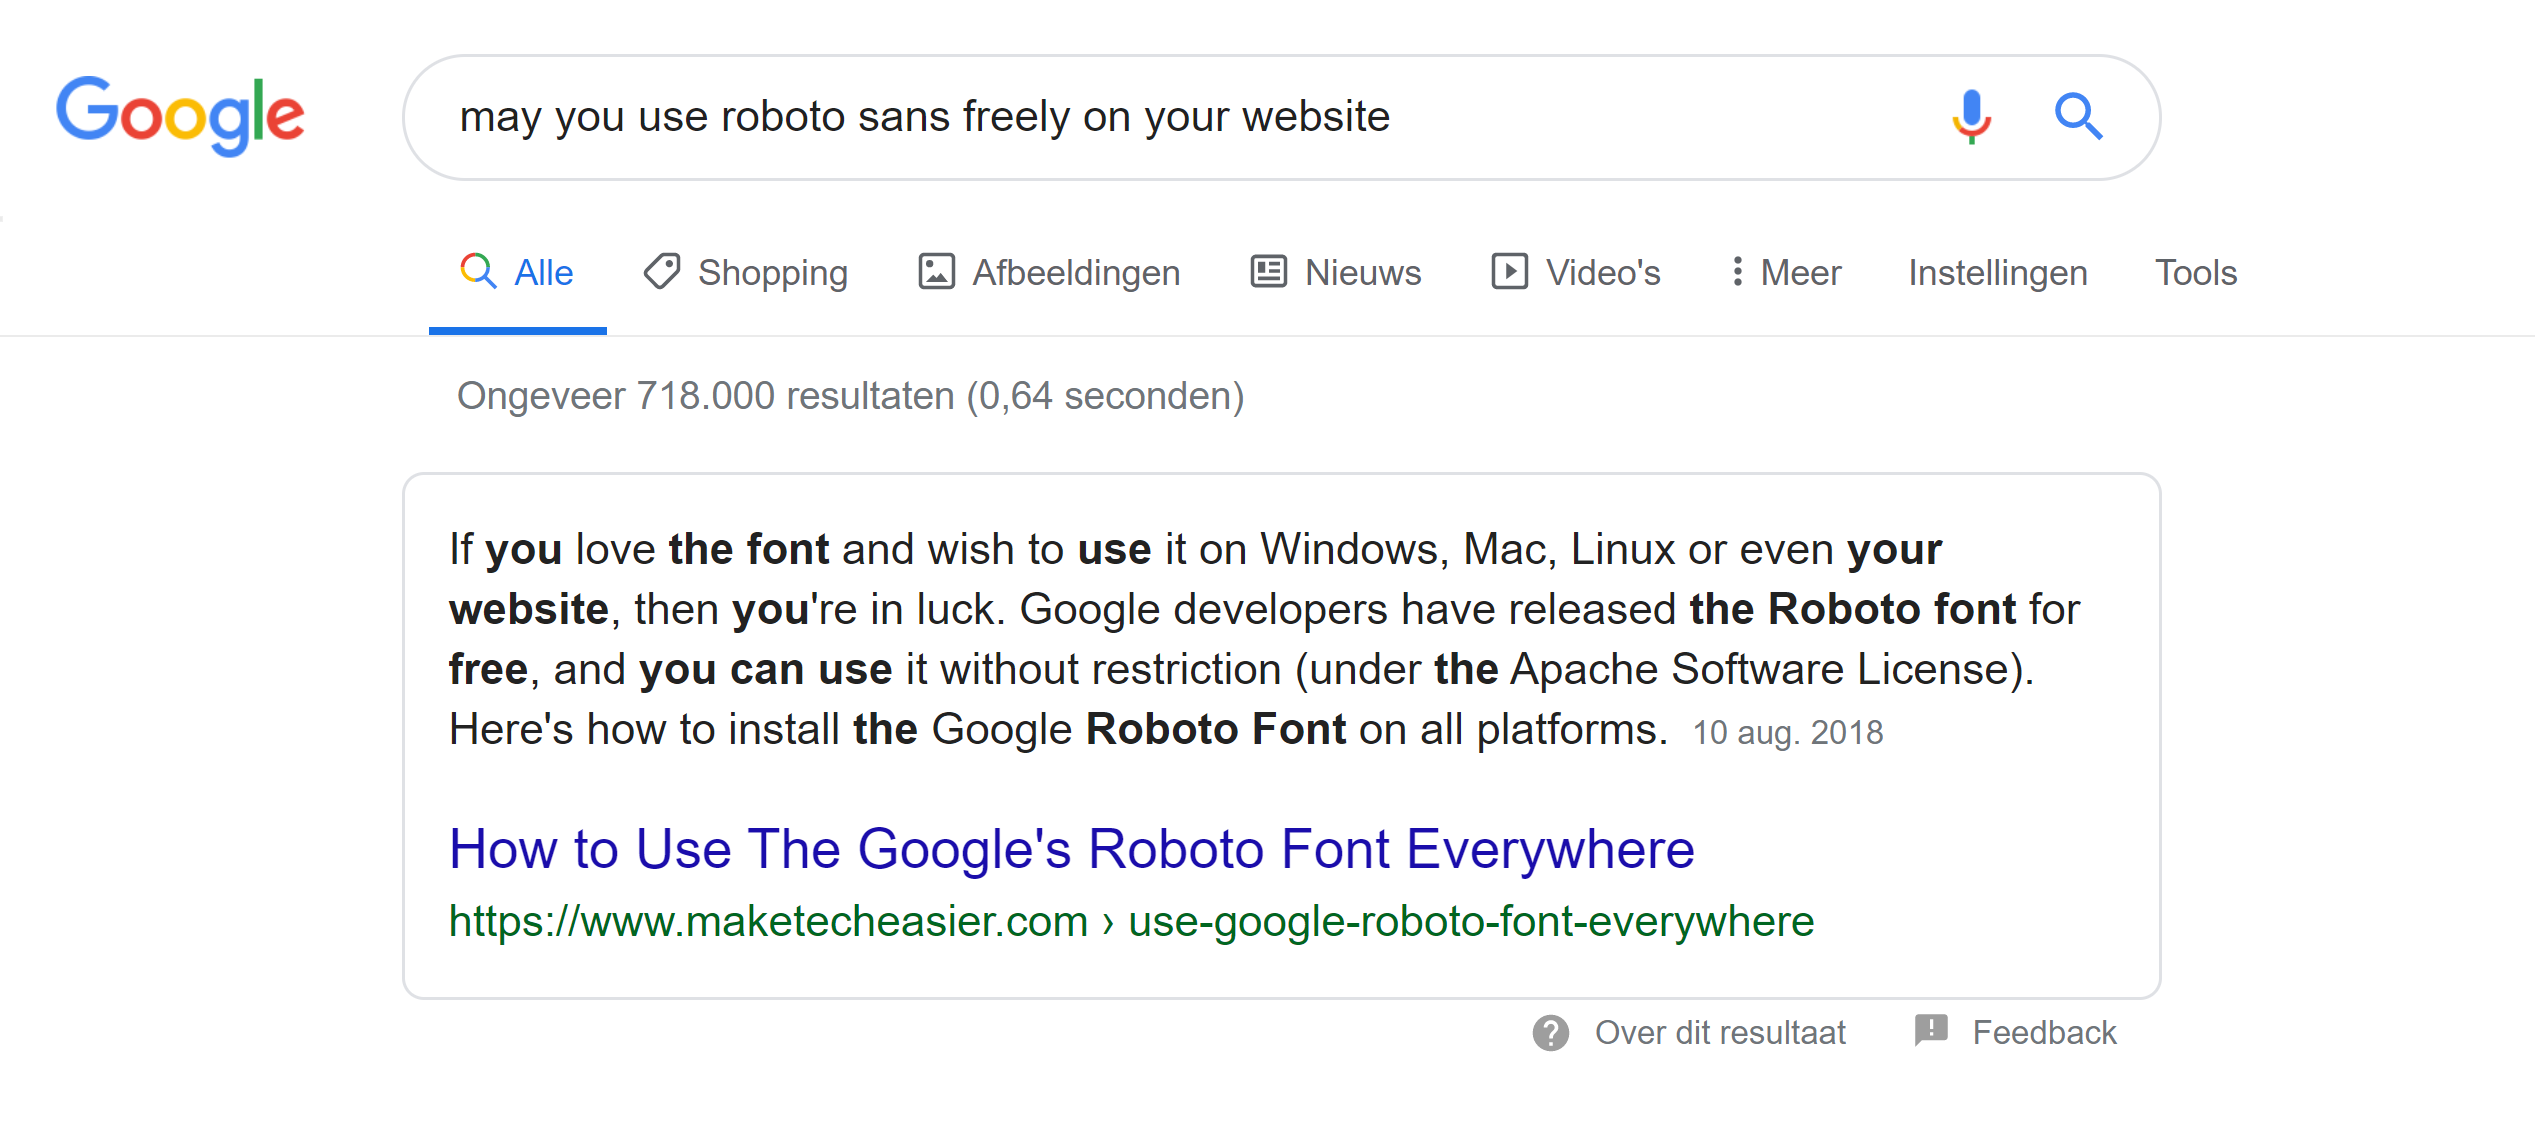 Google
may you use roboto sans freely on your website
Alle Shopping Afbeeldingen Nieuws Video's Meer Instellingen Tools
Ongeveer 718.000 resultaten (0,64 seconden)
If you love the font and wish to use it on Windows, Mac, Linux or even your
website, then you're in luck. Google developers have released the Roboto font for
free, and you can use it without restriction (under the Apache Software License).
Here's how to install the Google Roboto Font on all platforms. 10 aug. 2018
How to Use The Google's Roboto Font Everywhere
https://www.maketecheasier.com › use-google-roboto-font-everywhere
Over dit resultaat Feedback